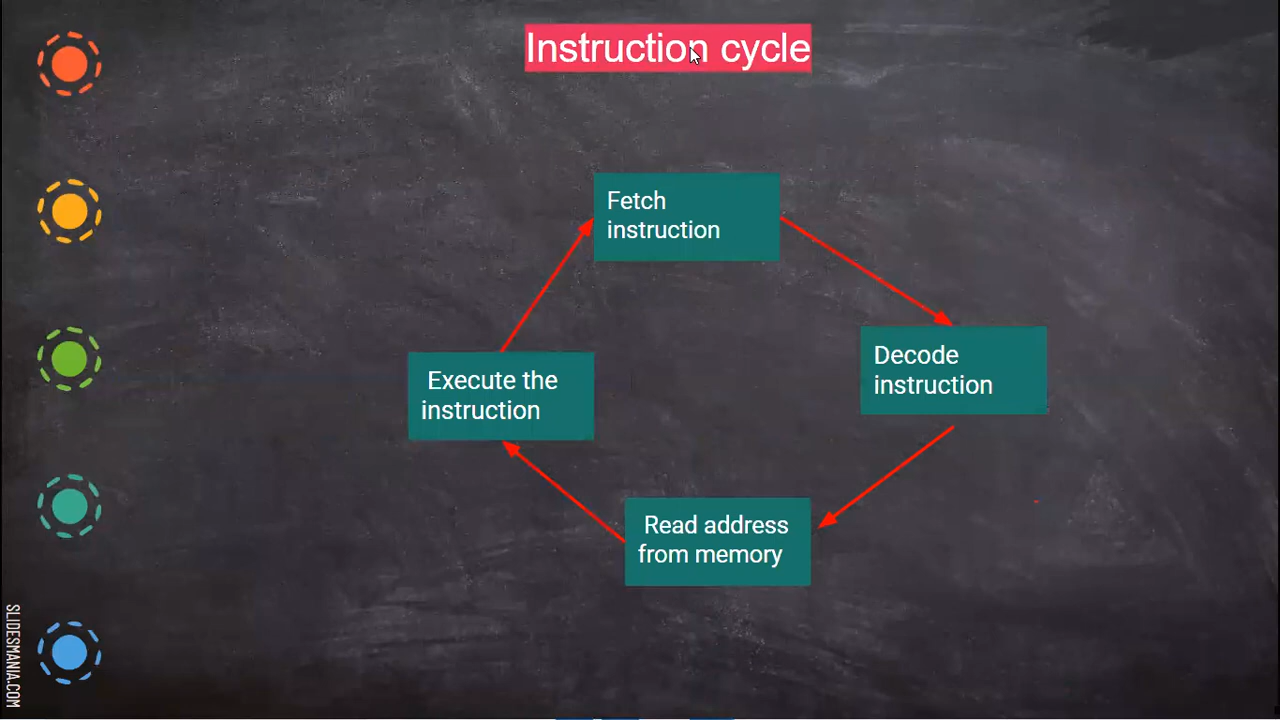 Instruction cycle
Fetch
instruction
Decode
instruction
Execute the
instruction
Read address
from memory
SLIDESMANIA.COM